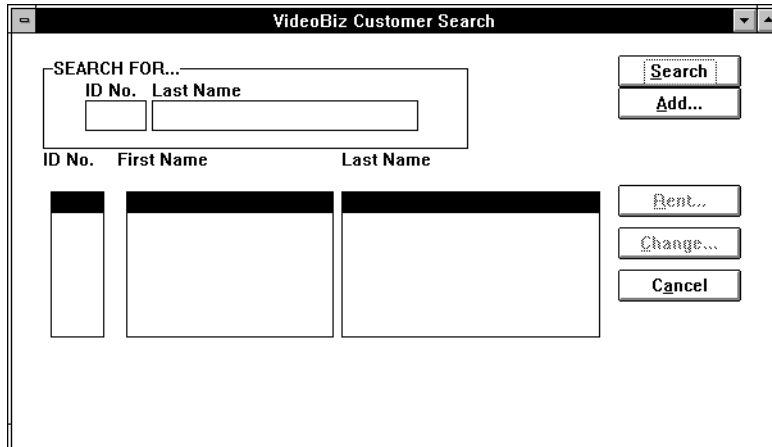 VideoBiz Customer Search
SEARCH FOR...
ID No. Last Name
Search
Add...
ID No. First Name Last Name
Rent...
Change...
Cancel